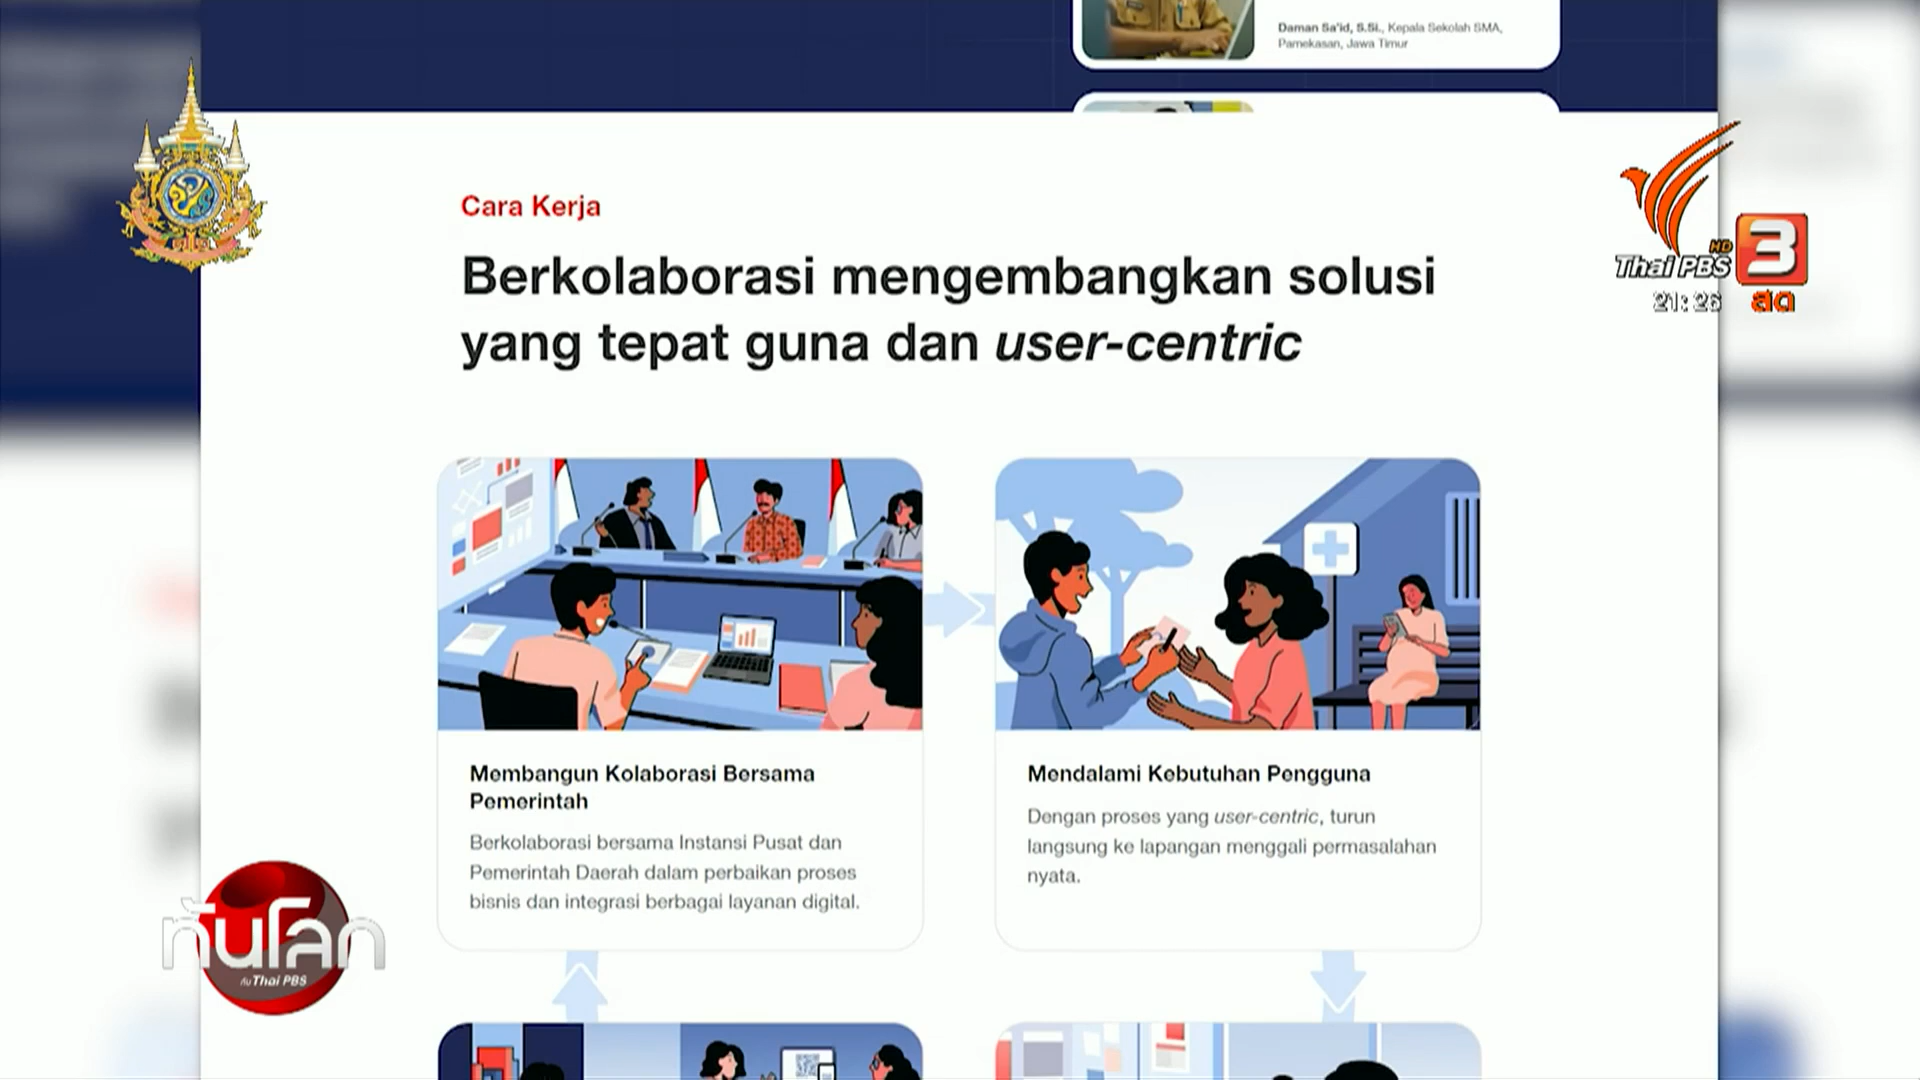 Daman Sa'id, S.Si., Kepala Sekolah SMA,
Pamekasan, Jawa Timur
Cara Kerja
Berkolaborasi mengembangkan solusi
yang tepat guna dan user-centric
HD
Thai PBS 3
21:26 สด
Membangun Kolaborasi Bersama
Pemerintah
Berkolaborasi bersama Instansi Pusat dan
Pemerintah Daerah dalam perbaikan proses
bisnis dan integrasi berbagai layanan digital.
Mendalami Kebutuhan Pengguna
Dengan proses yang user-centric, turun
langsung ke lapangan menggali permasalahan
nyata.
ทันโลก
กับ Thai PBS